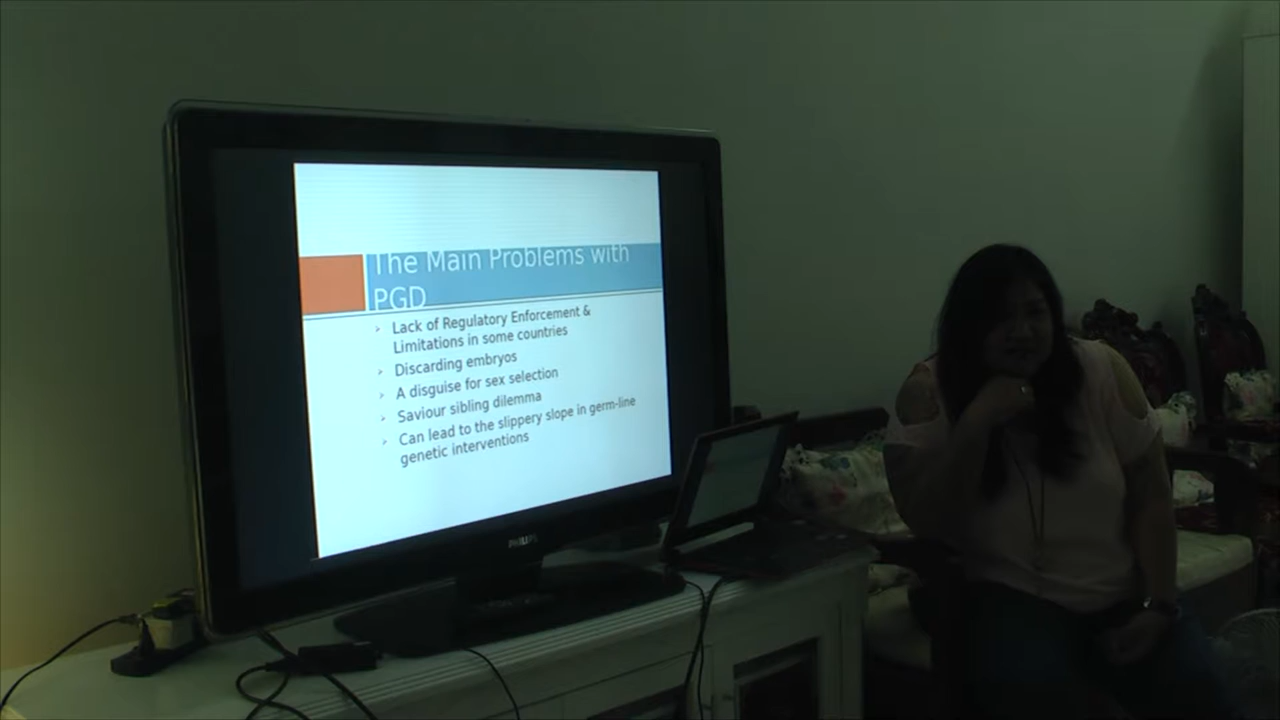 The Main Problems with
PGD
Lack of Regulatory Enforcement &
Limitations in some countries
Discarding embryos
A disguise for sex selection
Saviour sibling dilemma
Can lead to the slippery slope in germ-line
genetic interventions
PHILIPS